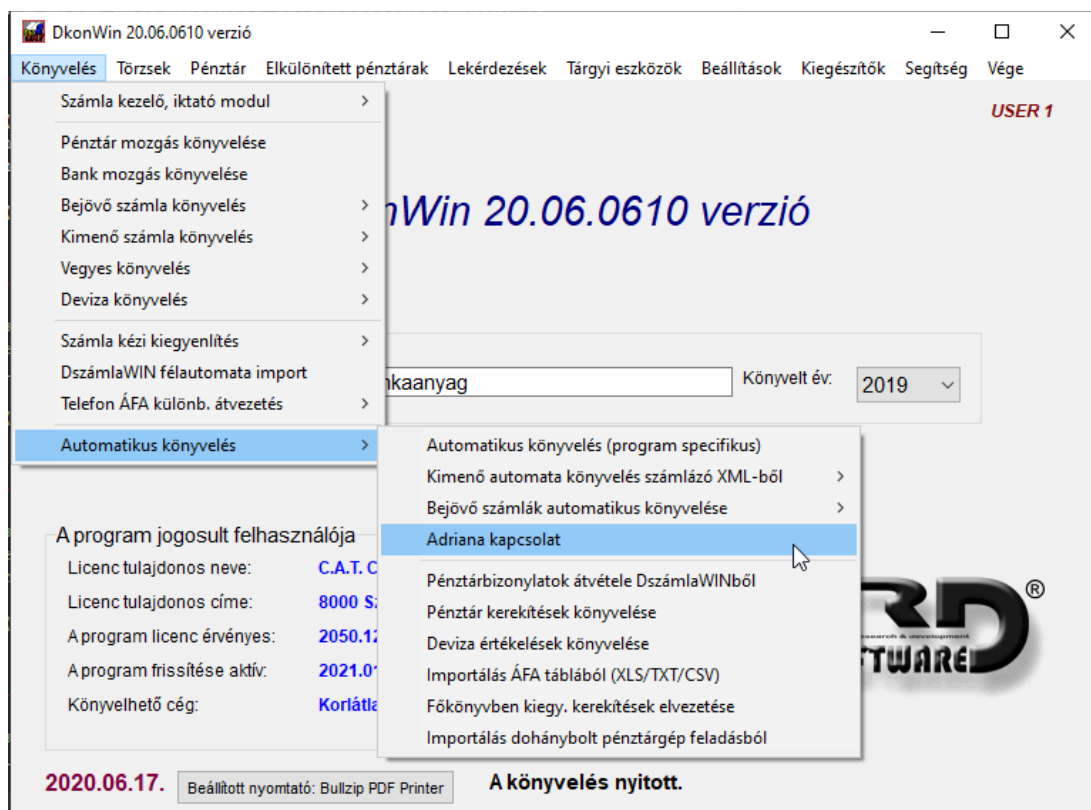 DkonWin 20.06.0610 verzió
Könyvelés Törzsek Pénztár Elkülönített pénztárak Lekérdezések Tárgyi eszközök Beállítások Kiegészítők Segítség Vége
USER 1
Számla kezelő, iktató modul
Pénztár mozgás könyvelése
Bank mozgás könyvelése
Bejövő számla könyvelés
Kimenő számla könyvelés
Vegyes könyvelés
Deviza könyvelés
Számla kézi kiegyenlítés
DszámlaWIN félautomata import
Telefon ÁFA különb. átvezetés
Automatikus könyvelés
nWin 20.06.0610 verzió
nkaanyag
Könyvelt év:
2019
Automatikus könyvelés (program specifikus)
Kimenő automata könyvelés számlázó XML-ből
Bejövő számlák automatikus könyvelése
Adriana kapcsolat
Pénztárbizonylatok átvétele DszámlaWINből
Pénztár kerekítések könyvelése
Deviza értékelések könyvelése
Importálás ÁFA táblából (XLS/TXT/CSV)
Főkönyvben kiegy. kerekítések elvezetése
Importálás dohánybolt pénztárgép feladásból
A program jogosult felhasználója
Licenc tulajdonos neve: C.A.T. C
Licenc tulajdonos címe: 8000 S
A program licenc érvényes: 2050.12
A program frissítése aktív: 2021.01
Könyvelhető cég: Korlátla
RD®
research & development
TWARE
2020.06.17.
Beállított nyomtató: Bullzip PDF Printer
A könyvelés nyitott.